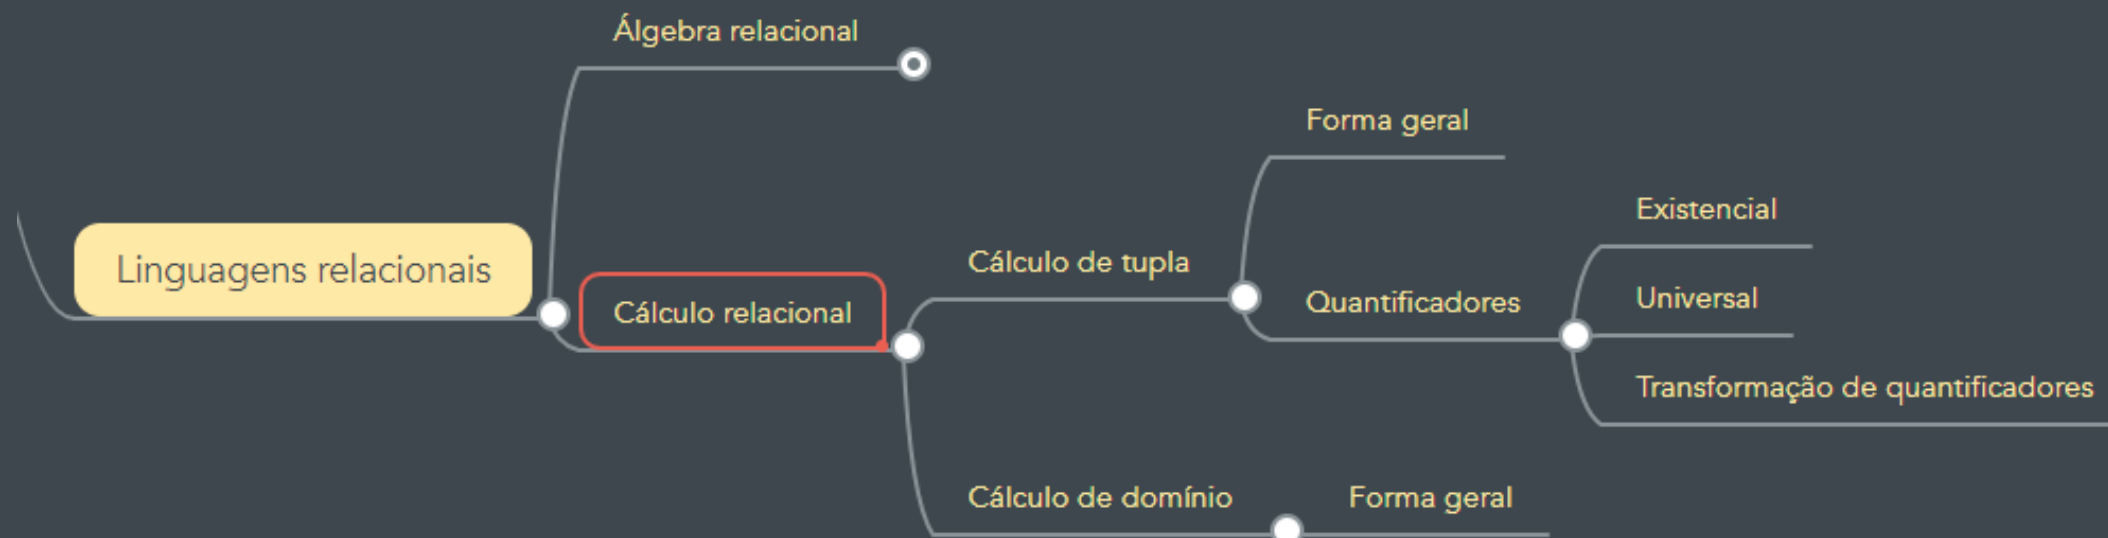 Álgebra relacional
Forma geral
Existencial
Linguagens relacionais
Cálculo de tupla
Cálculo relacional
Quantificadores
Universal
Transformação de quantificadores
Cálculo de domínio
Forma geral